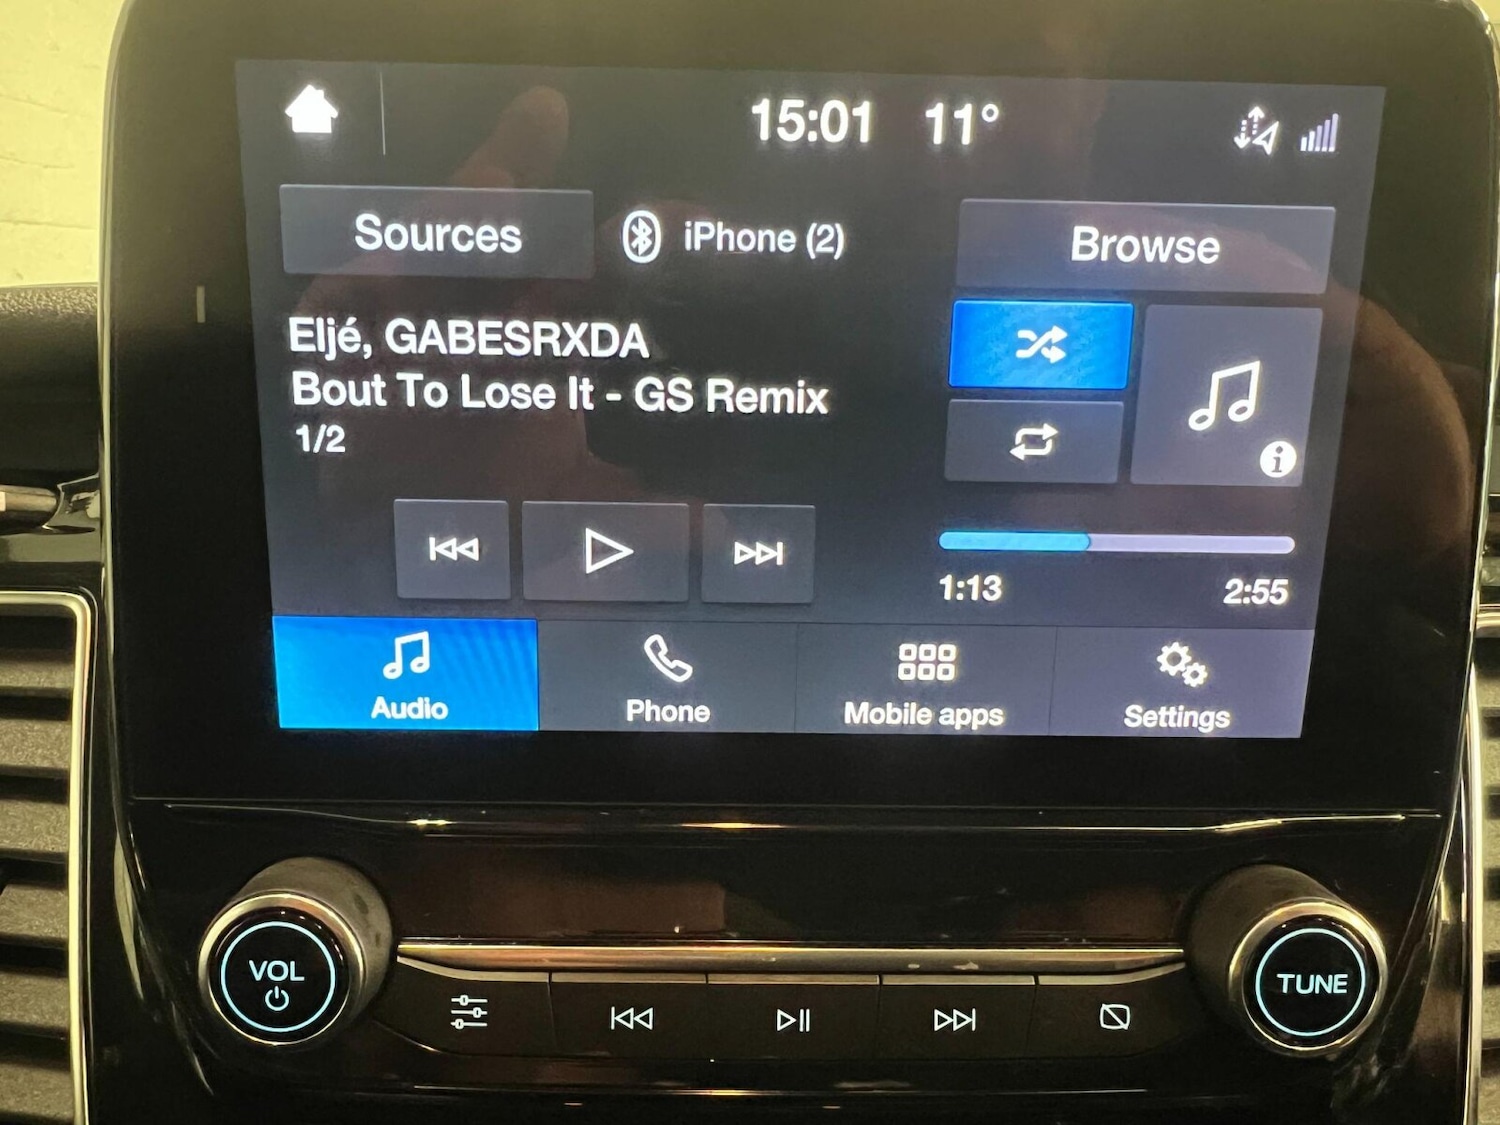 15:01 11°
Sources
iPhone (2)
Browse
Eljé, GABESRXDA
Bout To Lose It - GS Remix
1/2
1:13
2:55
Audio
Phone
Mobile apps
Settings
VOL
TUNE